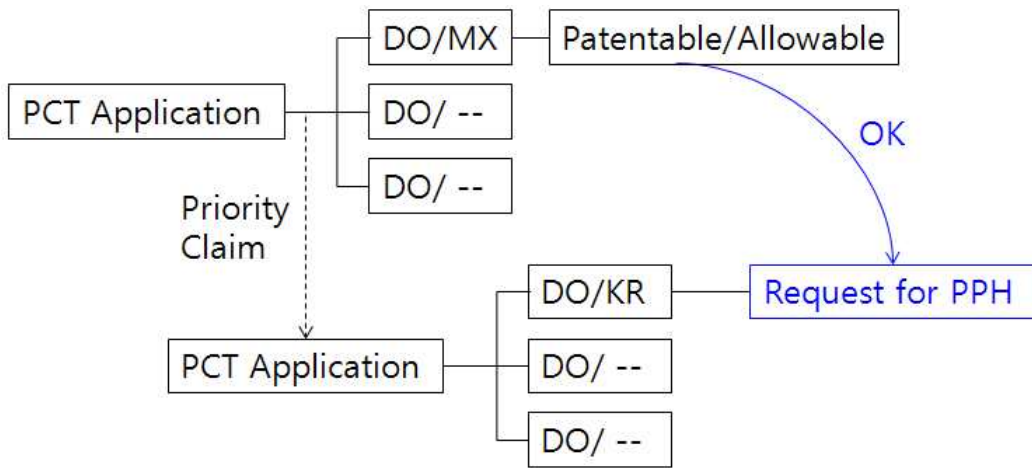 DO/MX
Patentable/Allowable
PCT Application
DO/ --
OK
DO/ --
Priority
Claim
DO/KR
Request for PPH
PCT Application
DO/ --
DO/ --